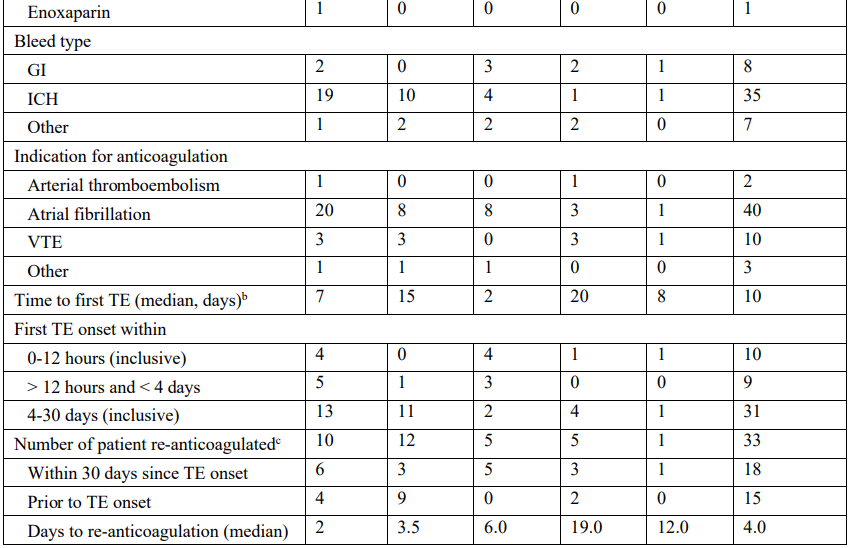 Enoxaparin 1 0 0 0 0 1
Bleed type
GI 2 0 3 2 1 8
ICH 19 10 4 1 1 35
Other 1 2 2 2 0 7
Indication for anticoagulation
Arterial thromboembolism 1 0 0 1 0 2
Atrial fibrillation 20 8 8 3 1 40
VTE 3 3 0 3 1 10
Other 1 1 1 0 0 3
Time to first TE (median, days)ᵇ 7 15 2 20 8 10
First TE onset within
0-12 hours (inclusive) 4 0 4 1 1 10
> 12 hours and < 4 days 5 1 3 0 0 9
4-30 days (inclusive) 13 11 2 4 1 31
Number of patient re-anticoagulatedᶜ 10 12 5 5 1 33
Within 30 days since TE onset 6 3 5 3 1 18
Prior to TE onset 4 9 0 2 0 15
Days to re-anticoagulation (median) 2 3.5 6.0 19.0 12.0 4.0